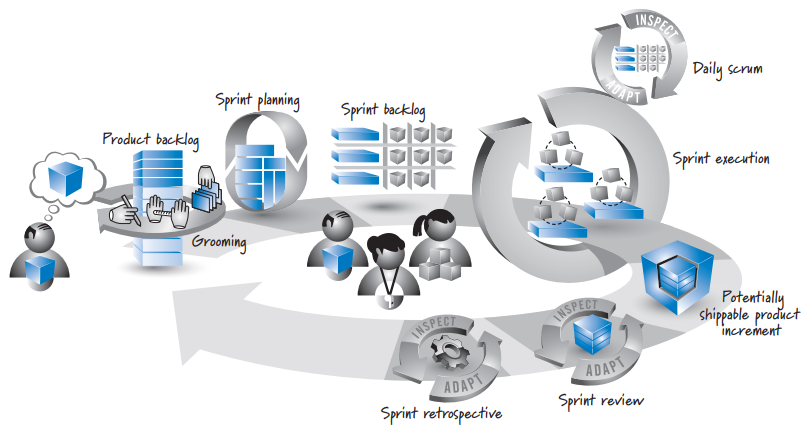 INSPECT
ADAPT
Daily scrum
Sprint planning
Sprint backlog
Product backlog
Sprint execution
Grooming
Potentially
shippable product
increment
INSPECT
ADAPT
Sprint review
INSPECT
ADAPT
Sprint retrospective